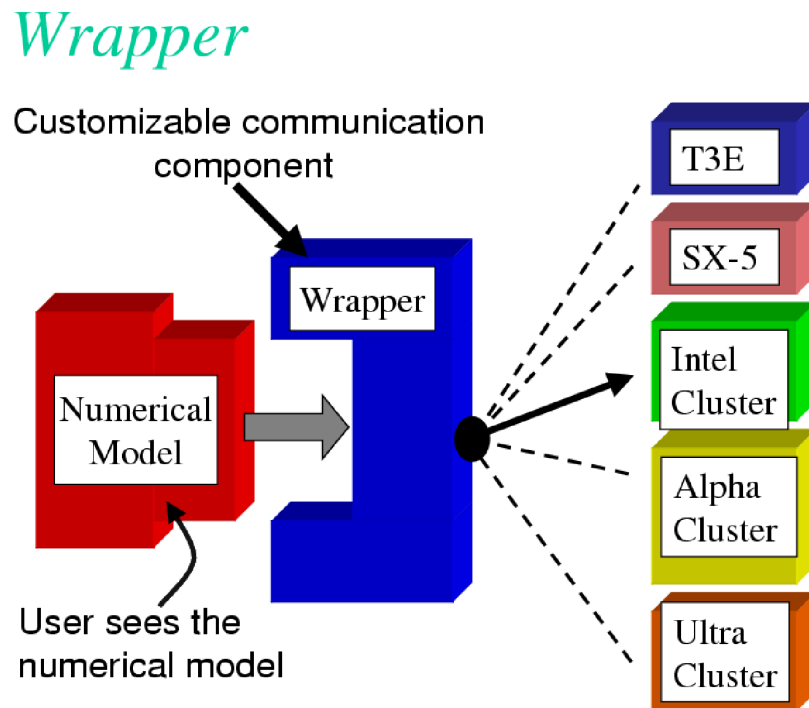 Wrapper
Customizable communication
component
T3E
SX-5
Wrapper
Intel
Cluster
Numerical
Model
Alpha
Cluster
User sees the
numerical model
Ultra
Cluster